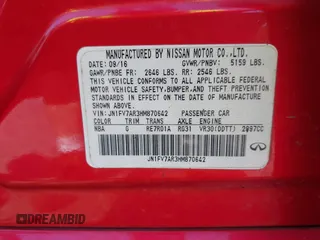 MANUFACTURED BY NISSAN MOTOR CO.,LTD.
DATE: 09/16 GVWR/PNBV: 5159 LBS.
GAWR/PNBE FR: 2646 LBS. RR: 2546 LBS.
THIS VEHICLE CONFORMS TO ALL APPLICABLE FEDERAL
MOTOR VEHICLE SAFETY,BUMPER,AND THEFT PREVENTION
STANDARDS IN EFFECT ON THE DATE OF
MANUFACTURE SHOWN ABOVE.
VIN: JN1FV7AR3HM870642 PASSENGER CAR
COLOR TRIM TRANS AXLE ENGINE
NBA G RE7R01A RG31 VR30(DDTT) 2997CC
JN1FV7AR3HM870642
DREAMBID